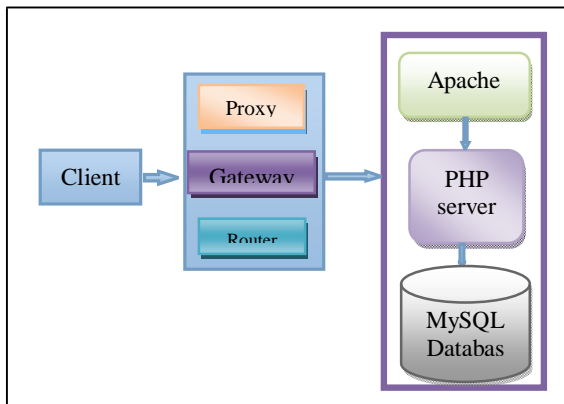 Client
Proxy
Gateway
Router
Apache
PHP
server
MySQL
Databas